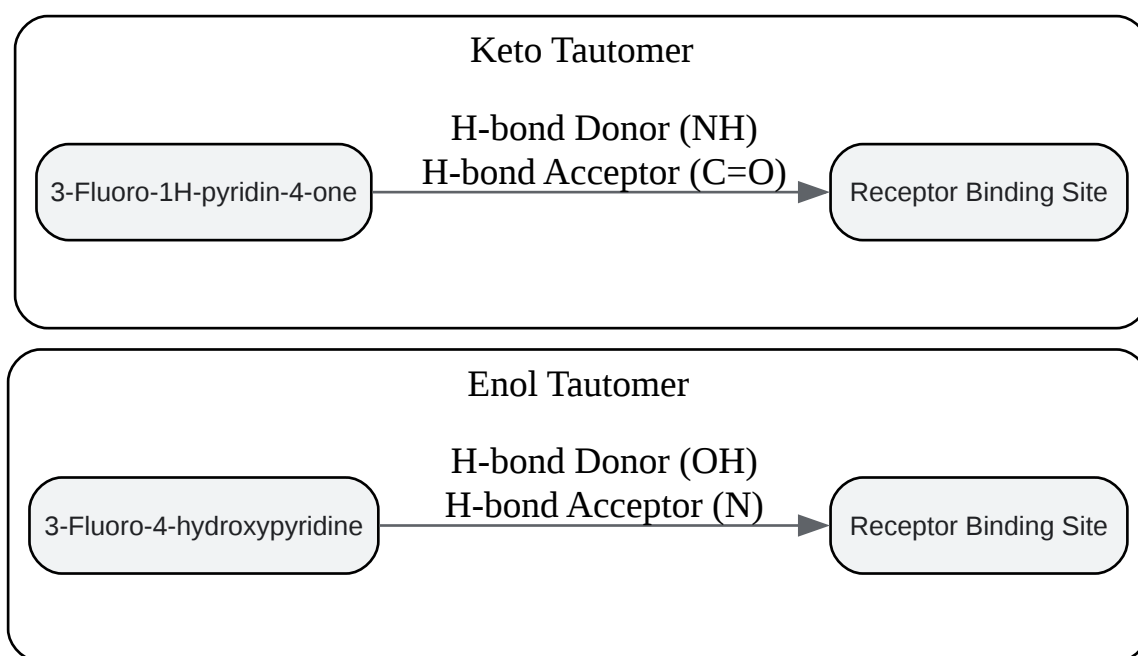 Keto Tautomer
H-bond Donor (NH)
H-bond Acceptor (C=O)
3-Fluoro-1H-pyridin-4-one
Receptor Binding Site
Enol Tautomer
H-bond Donor (OH)
H-bond Acceptor (N)
3-Fluoro-4-hydroxypyridine
Receptor Binding Site